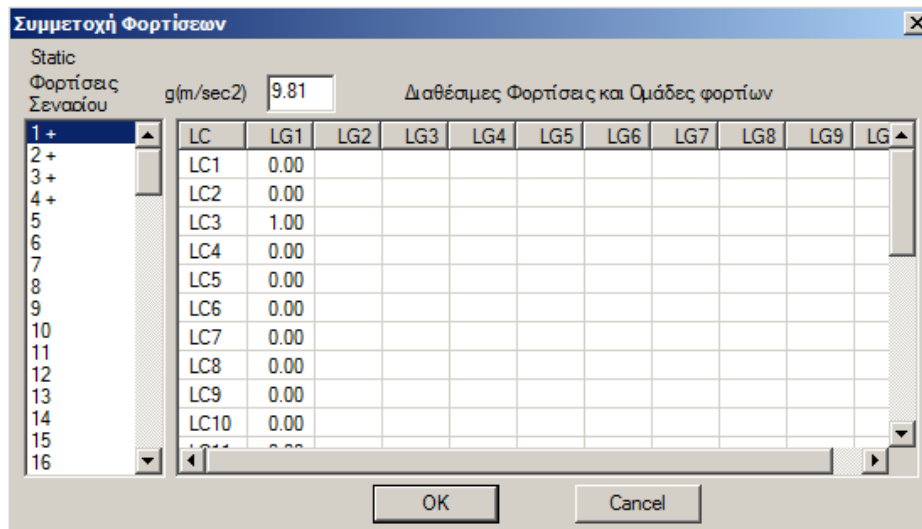 Συμμετοχή Φορτίσεων
Static
Φορτίσεις
Σεναρίου
g(m/sec2) 9.81 Διαθέσιμες Φορτίσεις και Ομάδες φορτίων
1 +
2 +
3 +
4 +
5
6
7
8
9
10
11
12
13
14
15
16
LC LG1 LG2 LG3 LG4 LG5 LG6 LG7 LG8 LG9 LG
LC1 0.00
LC2 0.00
LC3 1.00
LC4 0.00
LC5 0.00
LC6 0.00
LC7 0.00
LC8 0.00
LC9 0.00
LC10 0.00
OK Cancel